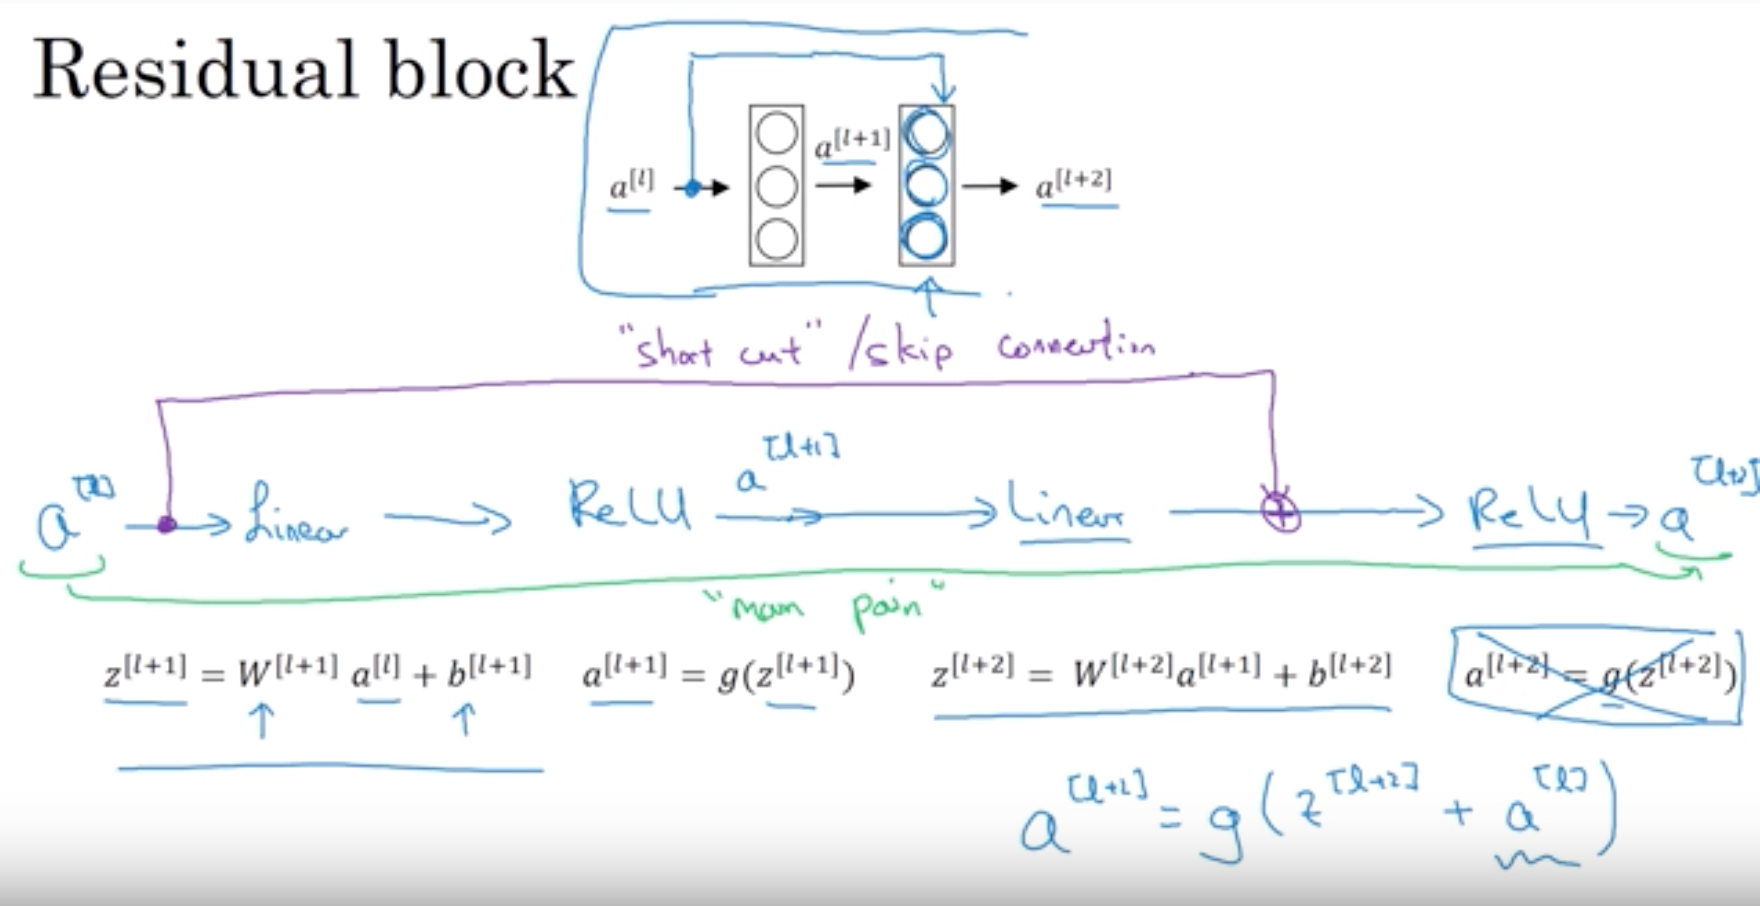 Residual block
a[l] a[l+1] a[l+2]
"short cut" /skip connection
a[l] → Linear → ReLU a[l+1] → Linear ⊕ → ReLU → a[l+2]
"main path"
z[l+1] = W[l+1] a[l] + b[l+1] a[l+1] = g(z[l+1]) z[l+2] = W[l+2]a[l+1] + b[l+2] a[l+2] = g(z[l+2])
a[l+2] = g(z[l+2] + a[l])